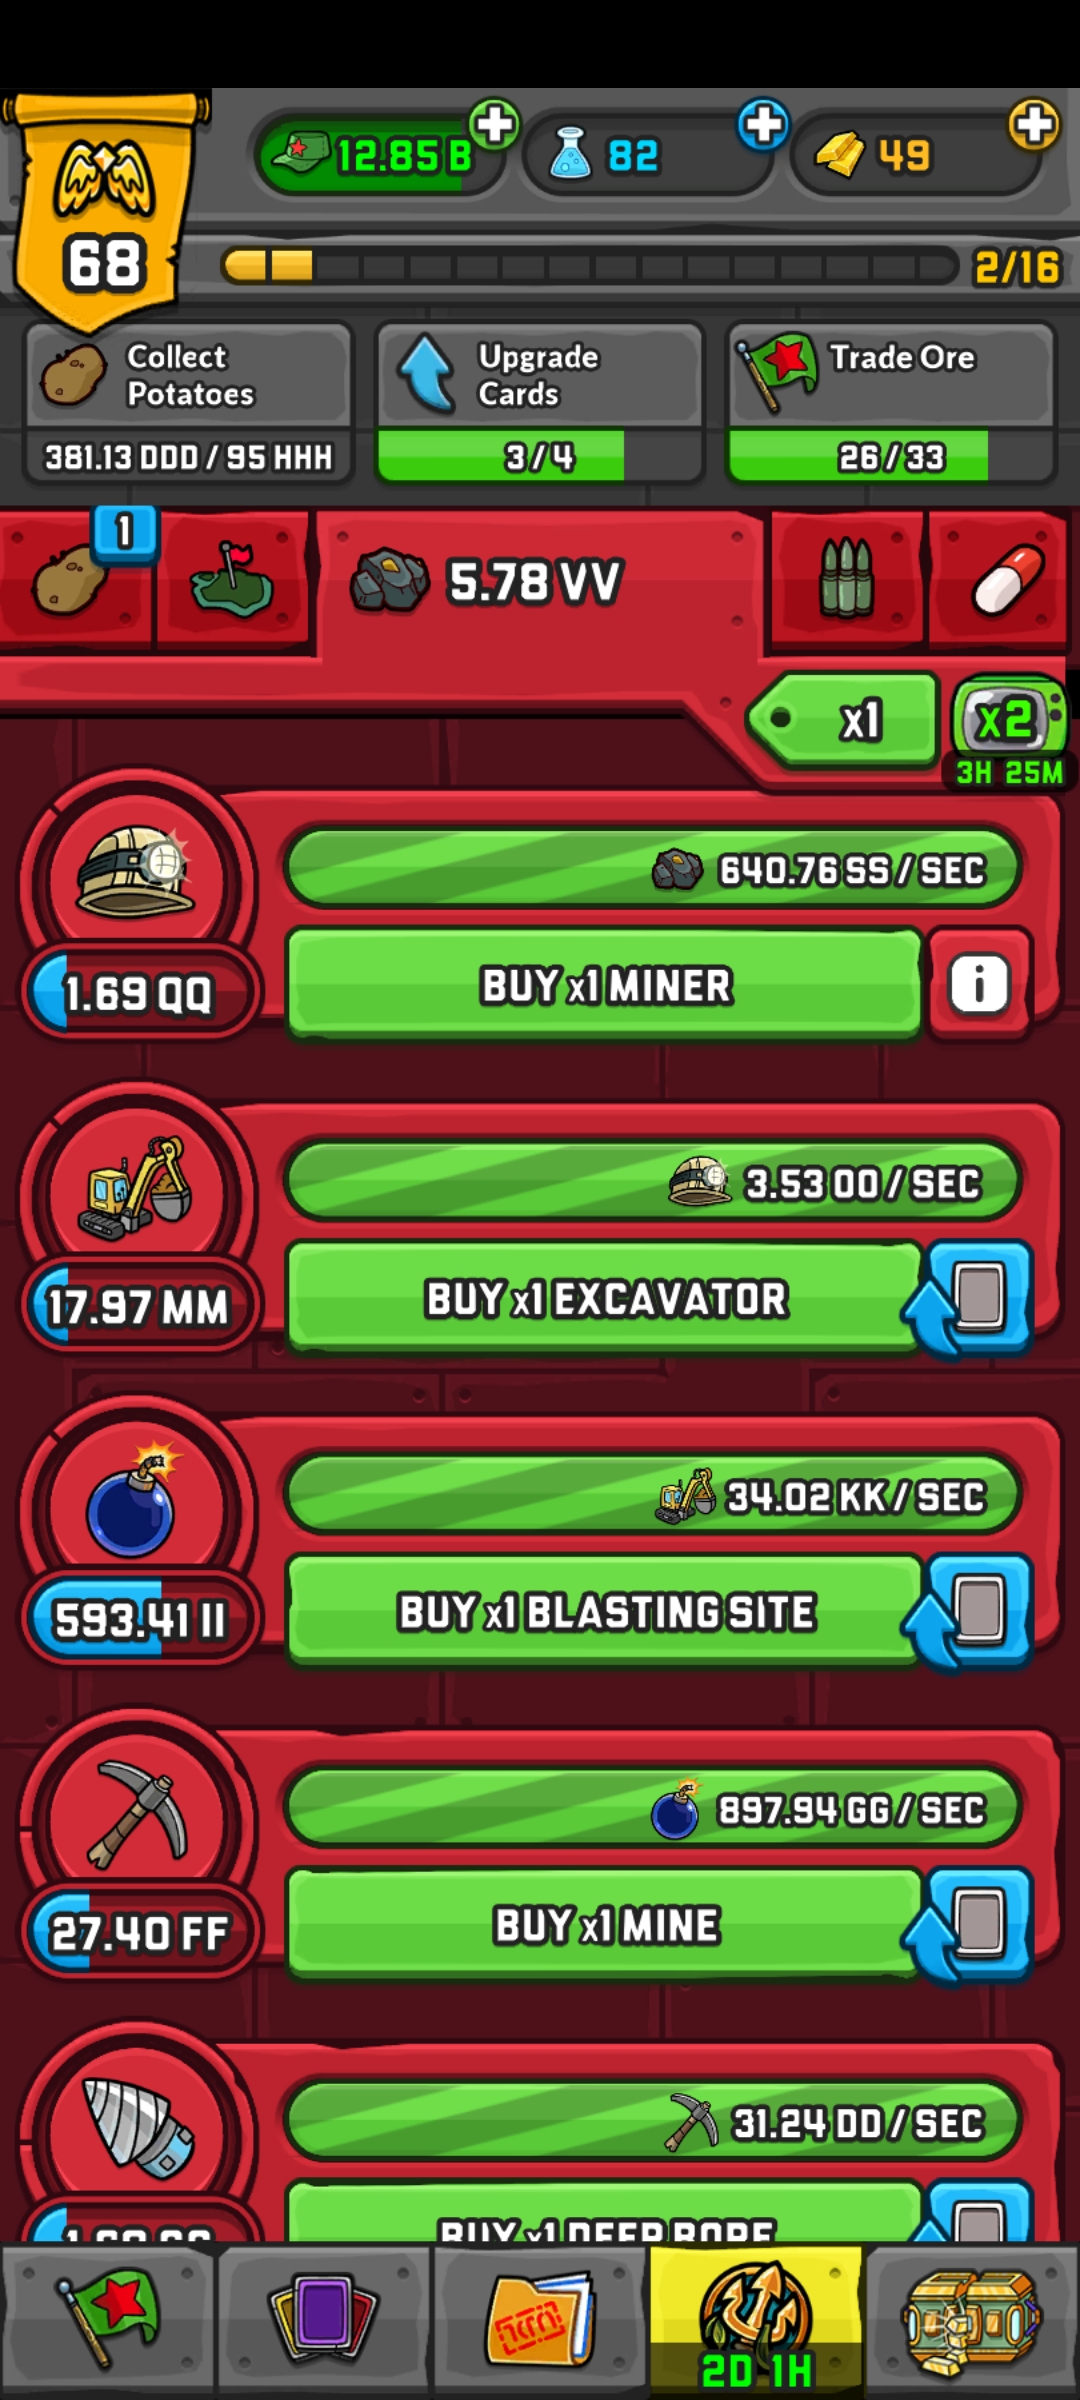 12.85 B
82
49
68
2/16
Collect
Potatoes
381.13 DDD / 95 HHH
Upgrade
Cards
3/4
Trade Ore
26/33
1
5.78 VV
x1
x2
3H 25M
640.76 SS / SEC
1.69 QQ
BUY x1 MINER
i
3.53 OO / SEC
17.97 MM
BUY x1 EXCAVATOR
34.02 KK / SEC
593.41 II
BUY x1 BLASTING SITE
897.94 GG / SEC
27.40 FF
BUY x1 MINE
31.24 DD / SEC
BUY x1 DEEP BORE
2D 1H